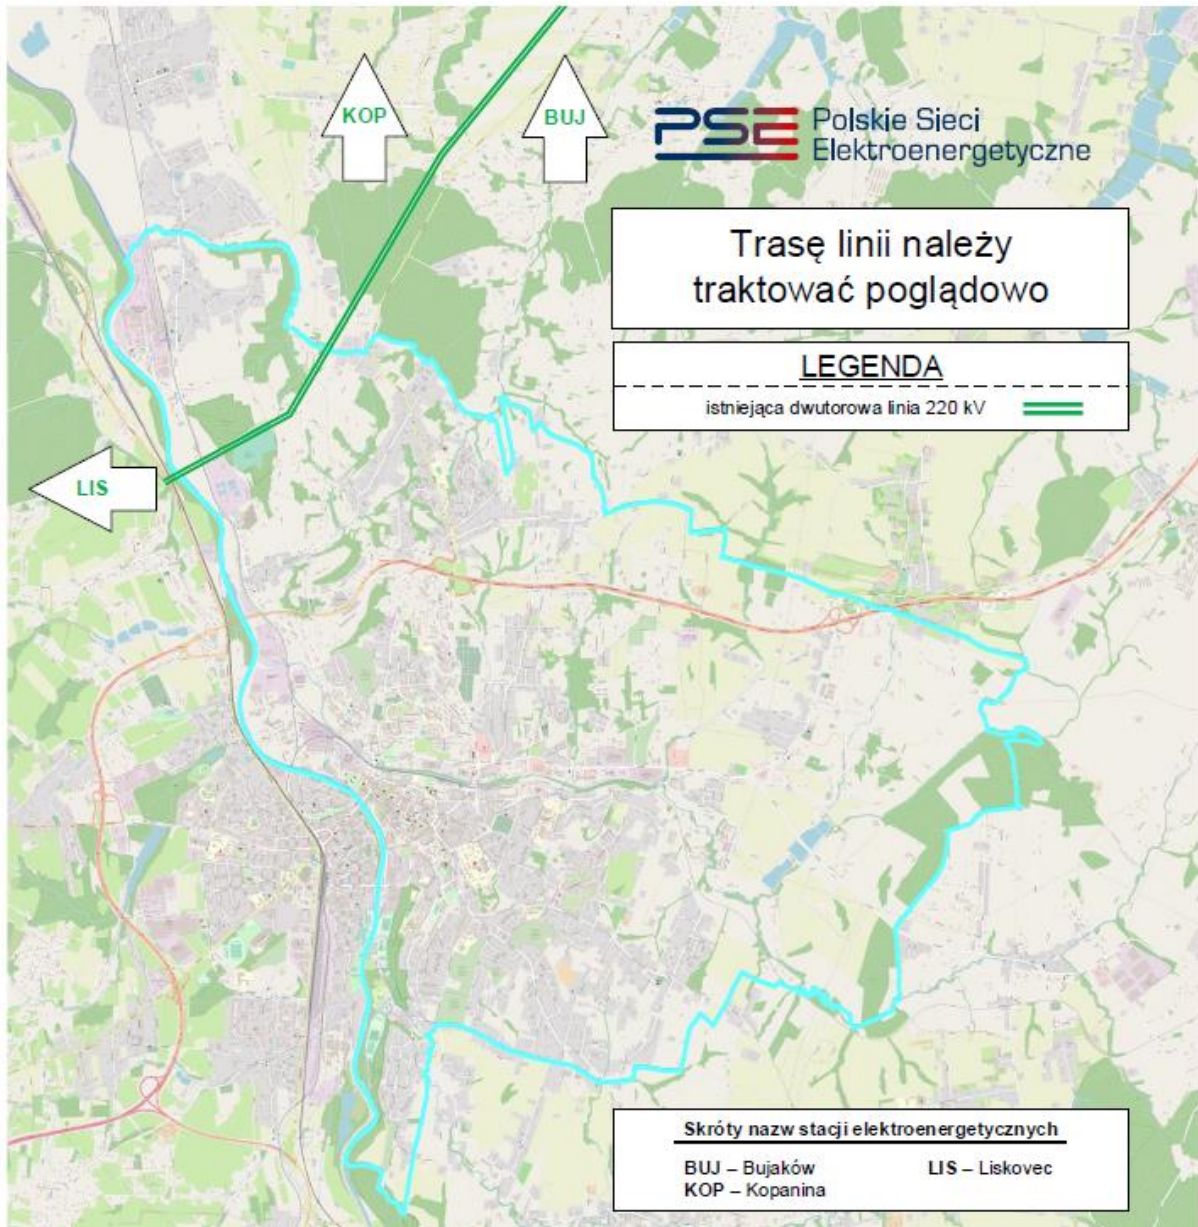 KOP
BUJ
PSE Polskie Sieci
Elektroenergetyczne
Trasę linii należy
traktować poglądowo
LEGENDA
istniejąca dwutorowa linia 220 kV
LIS
Skróty nazw stacji elektroenergetycznych
BUJ – Bujaków
LIS – Liskovec
KOP – Kopanina